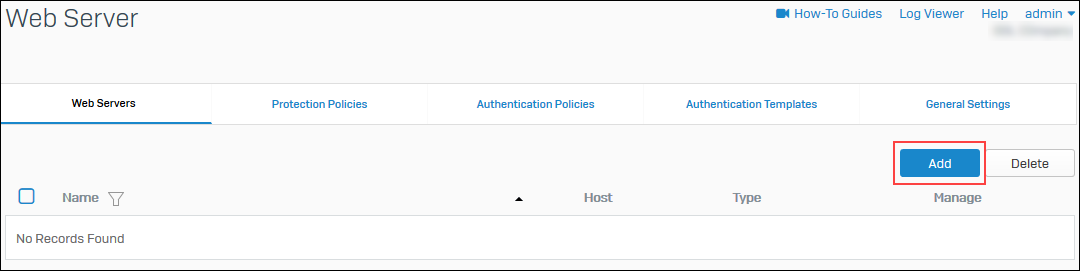 Web Server
How-To Guides Log Viewer Help admin
Web Servers Protection Policies Authentication Policies Authentication Templates General Settings
Add Delete
Name Host Type Manage
No Records Found